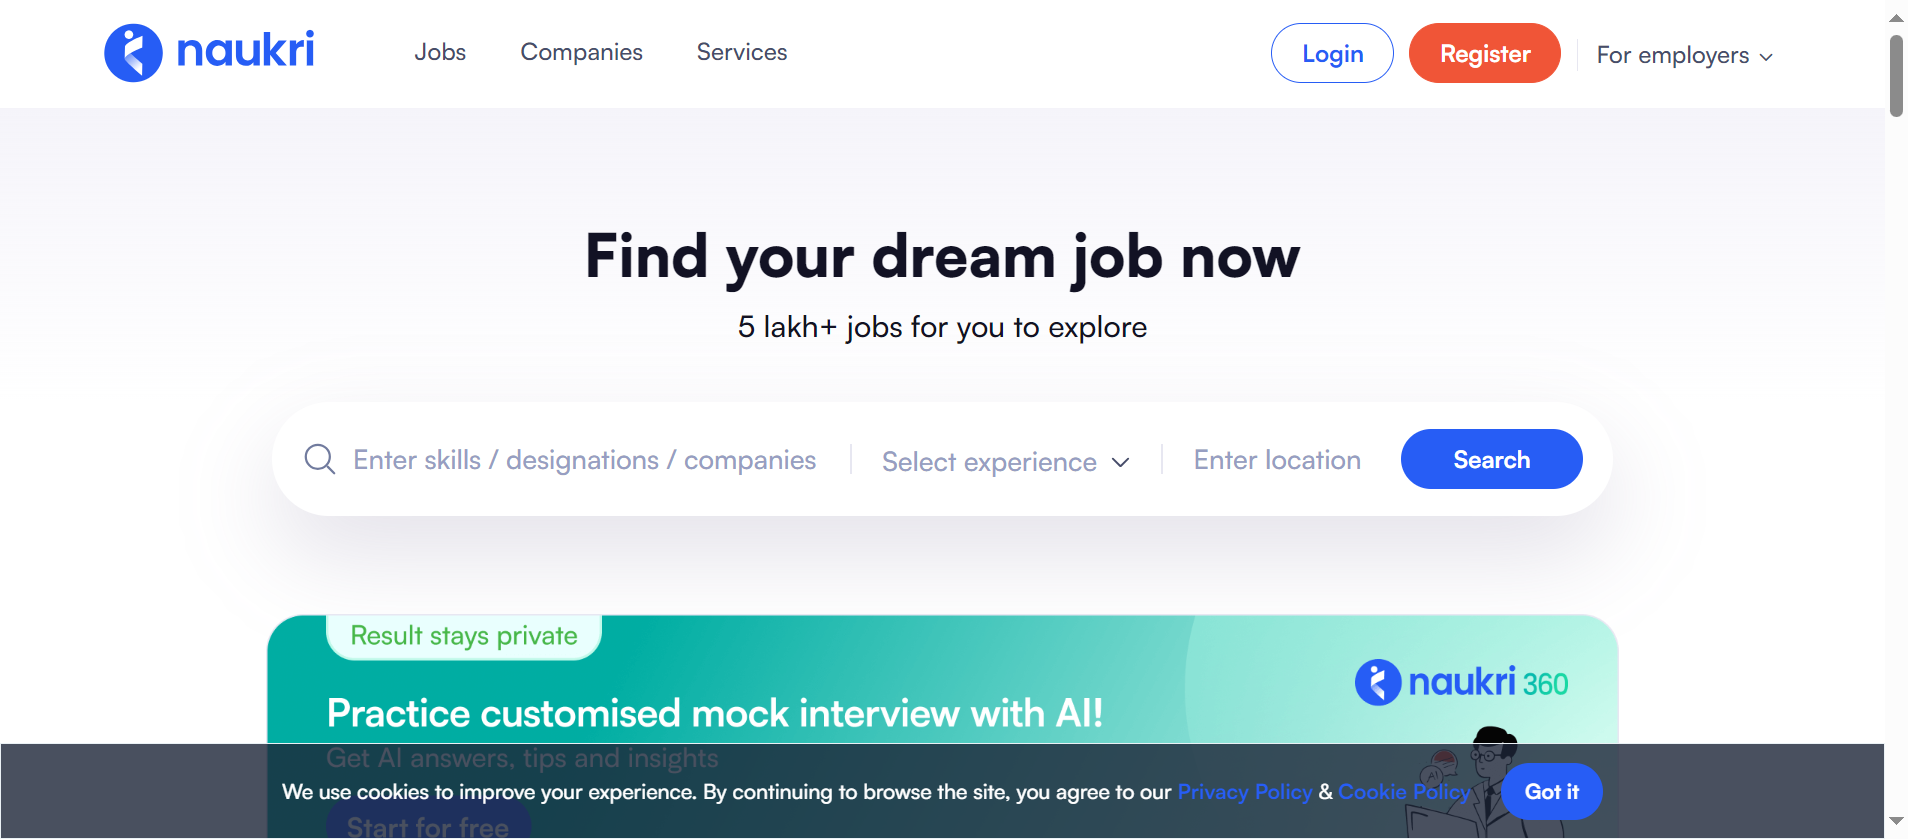 naukri
Jobs
Companies
Services
Login
Register
For employers
Find your dream job now
5 lakh+ jobs for you to explore
Enter skills / designations / companies
Select experience
Enter location
Search
Result stays private
naukri 360
Practice customised mock interview with AI!
Get AI answers, tips and insights
AI
We use cookies to improve your experience. By continuing to browse the site, you agree to our Privacy Policy & Cookie Policy
Got it
Start for free